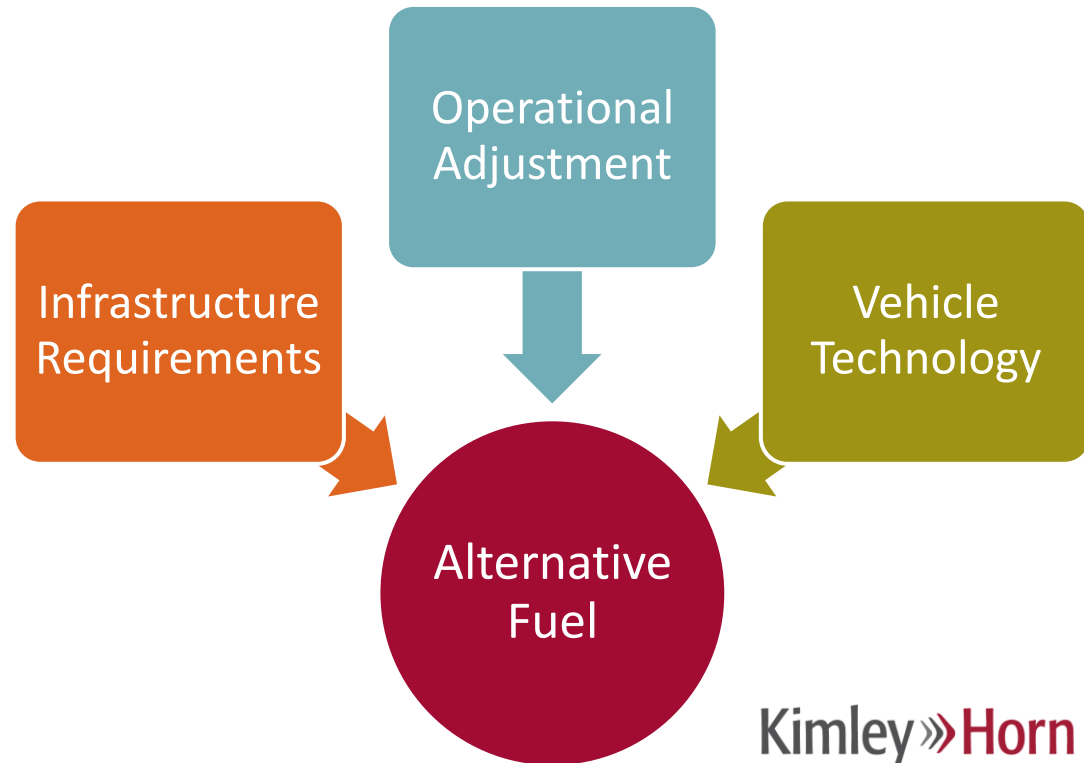 Operational
Adjustment
Infrastructure
Requirements
Vehicle
Technology
Alternative
Fuel
Kimley»Horn